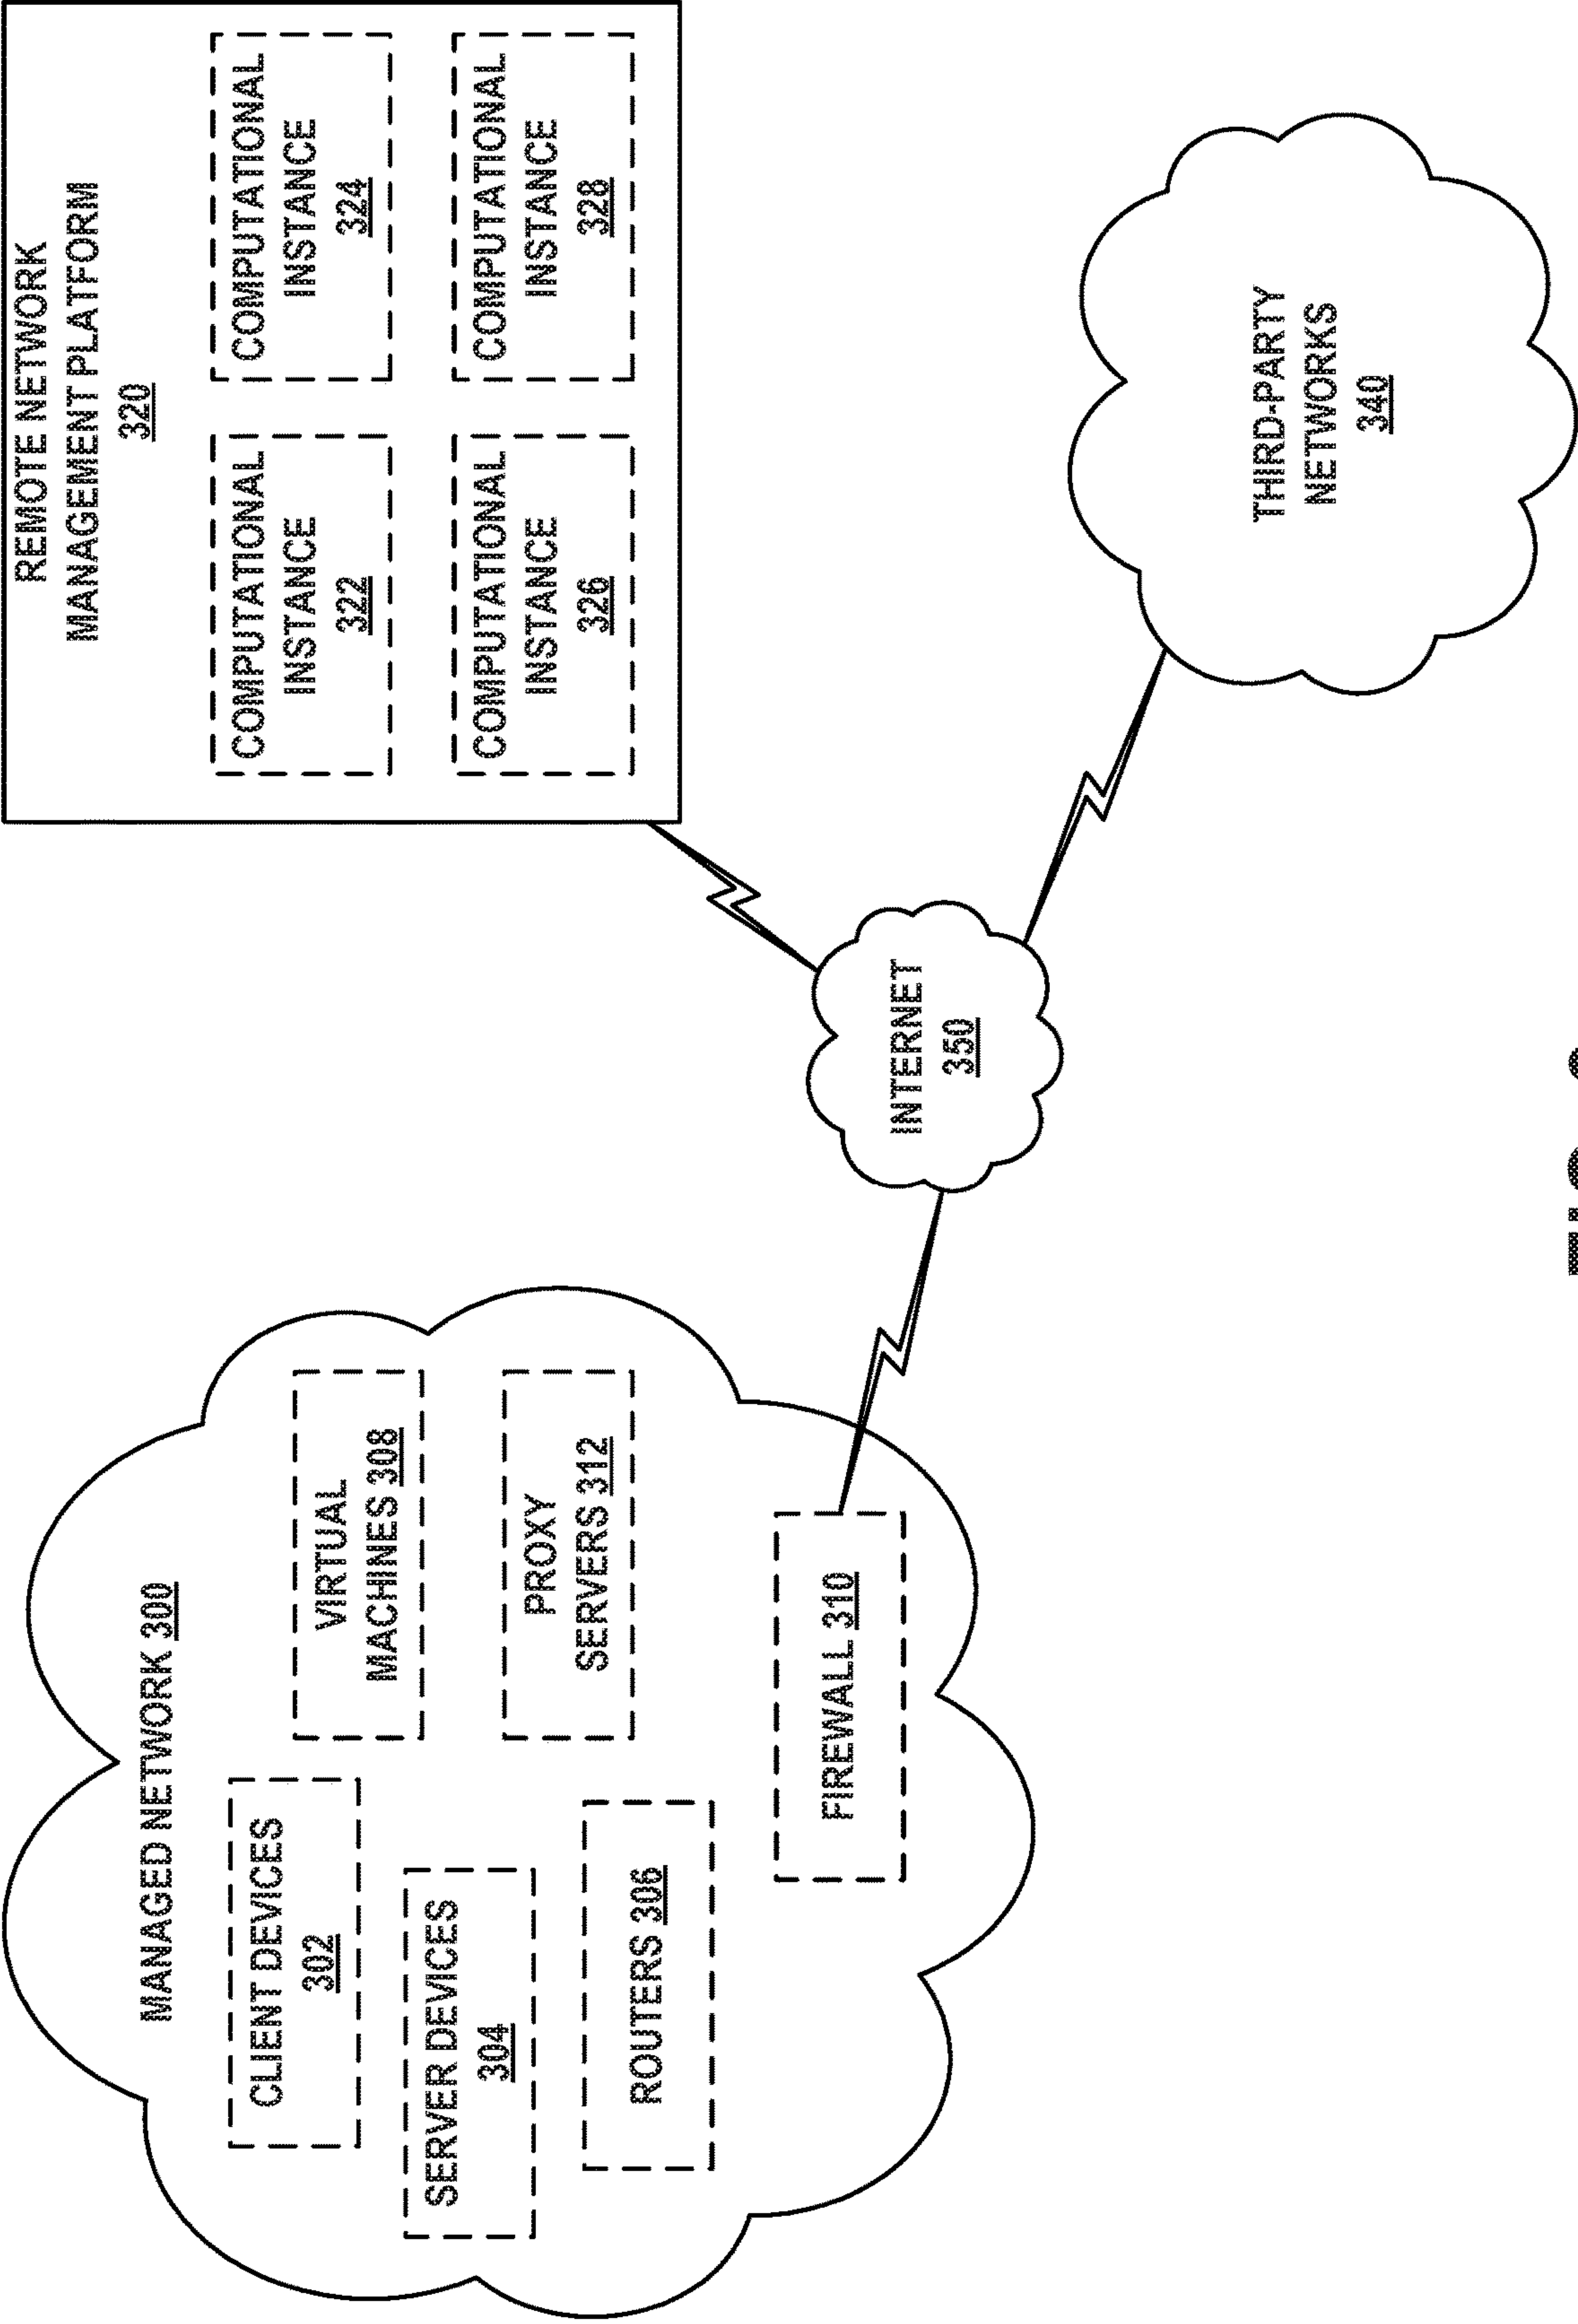 MANAGED NETWORK 300
CLIENT DEVICES
302
VIRTUAL
MACHINES 308
SERVER DEVICES
304
PROXY
SERVERS 312
ROUTERS 306
FIREWALL 310
INTERNET
350
REMOTE NETWORK
MANAGEMENT PLATFORM
320
COMPUTATIONAL
INSTANCE
322
COMPUTATIONAL
INSTANCE
324
COMPUTATIONAL
INSTANCE
326
COMPUTATIONAL
INSTANCE
328
THIRD-PARTY
NETWORKS
340